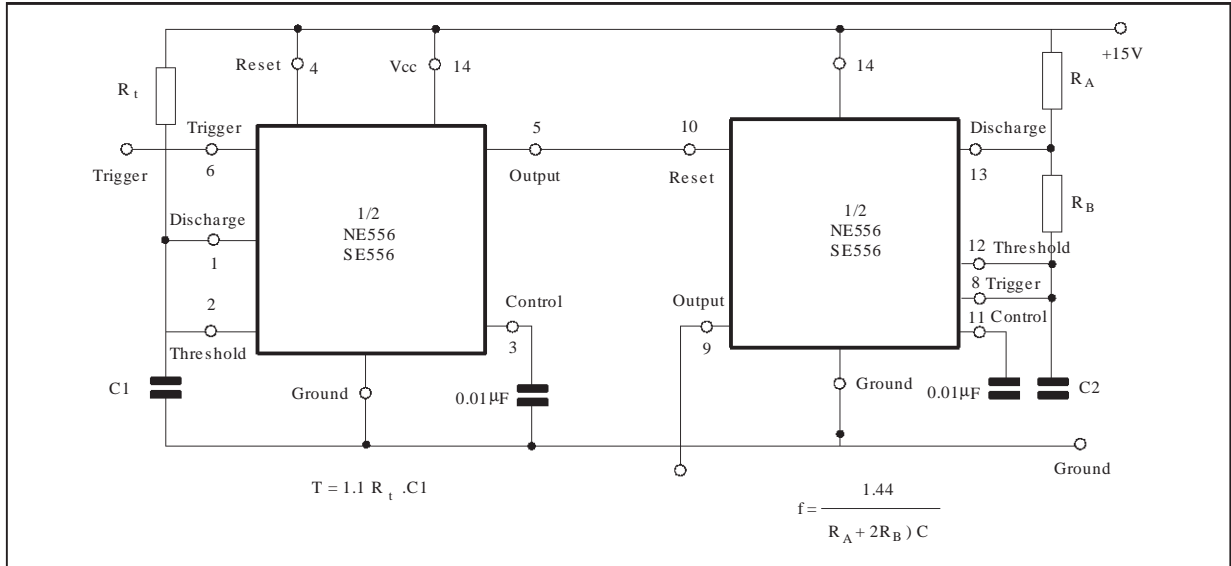 +15V
Reset
4
Vcc
14
14
R t
R A
Trigger
6
Trigger
5
Output
10
Reset
Discharge
13
R B
1/2
NE556
SE556
1/2
NE556
SE556
Discharge
1
12 Threshold
8 Trigger
11 Control
2
Threshold
Control
3
Output
9
C1
Ground
0.01µF
Ground
0.01µF
C2
Ground
T = 1.1 R t .C1
1.44
f =
R A + 2R B ) C